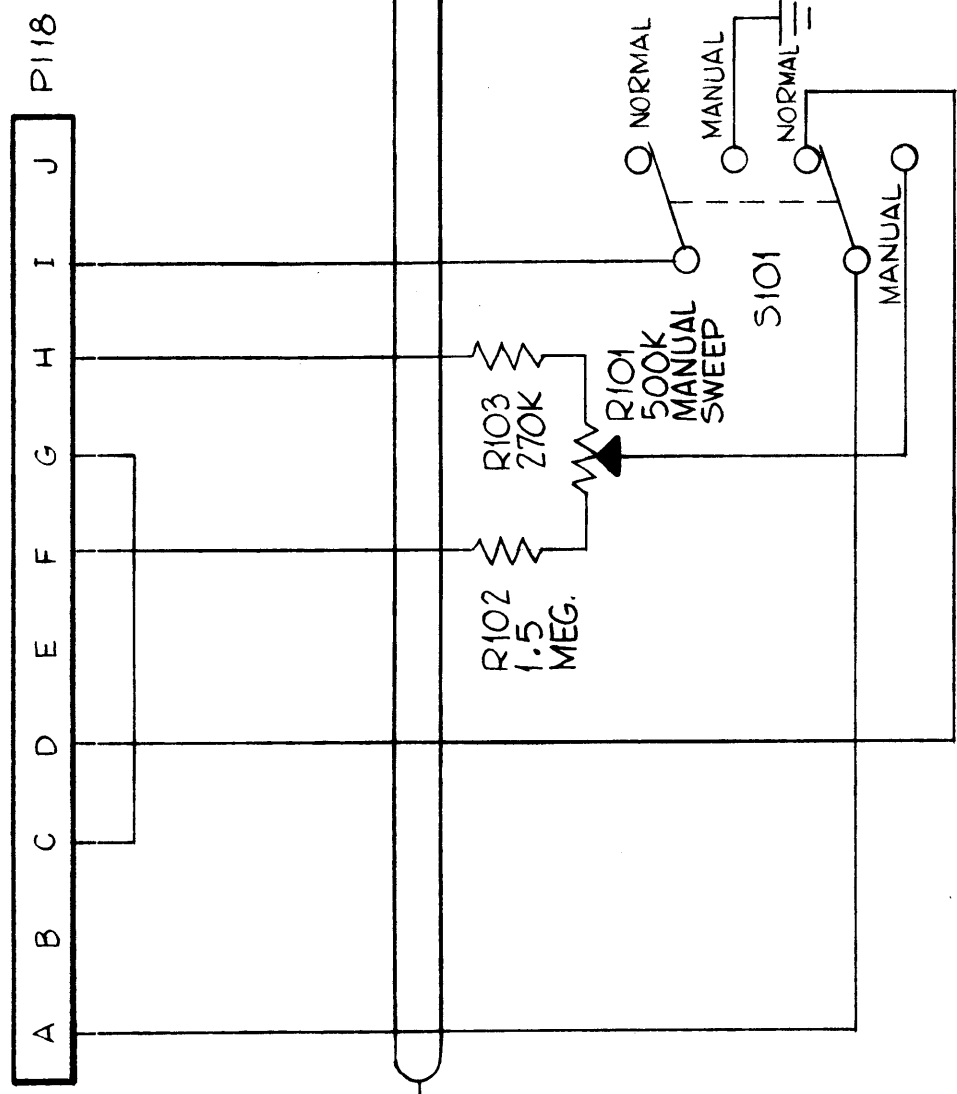 P118
A B C D E F G H I J
R102
1.5
MEG.
R103
270K
R101
500K
MANUAL
SWEEP
S101
NORMAL
MANUAL
NORMAL
MANUAL